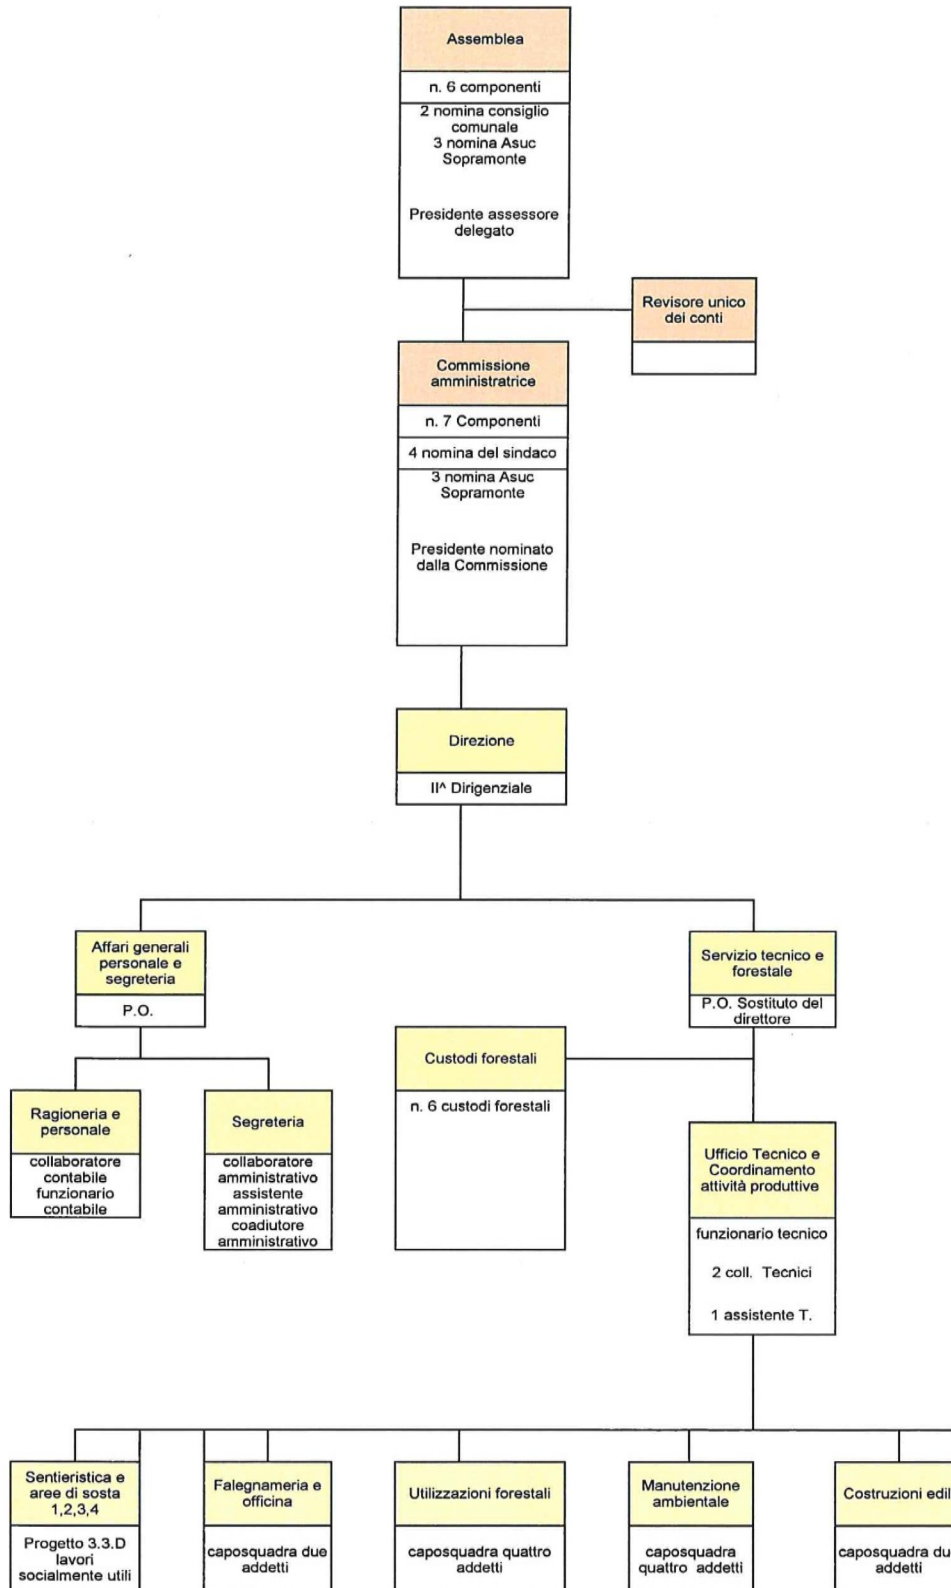 Assemblea
n. 6 componenti
2 nomina consiglio
comunale
3 nomina Asuc
Sopramonte
Presidente assessore
delegato
Revisore unico
dei conti
Commissione
amministratrice
n. 7 Componenti
4 nomina del sindaco
3 nomina Asuc
Sopramonte
Presidente nominato
dalla Commissione
Direzione
II^ Dirigenziale
Affari generali
personale e
segreteria
P.O.
Servizio tecnico e
forestale
P.O. Sostituto del
direttore
Custodi forestali
n. 6 custodi forestali
Ragioneria e
personale
collaboratore
contabile
funzionario
contabile
Segreteria
collaboratore
amministrativo
assistente
amministrativo
coadiutore
amministrativo
Ufficio Tecnico e
Coordinamento
attività produttive
funzionario tecnico
2 coll. Tecnici
1 assistente T.
Sentieristica e
aree di sosta
1,2,3,4
Progetto 3.3.D
lavori
socialmente utili
Falegnameria e
officina
caposquadra due
addetti
Utilizzazioni forestali
caposquadra quattro
addetti
Manutenzione
ambientale
caposquadra
quattro addetti
Costruzioni edil
caposquadra du
addetti